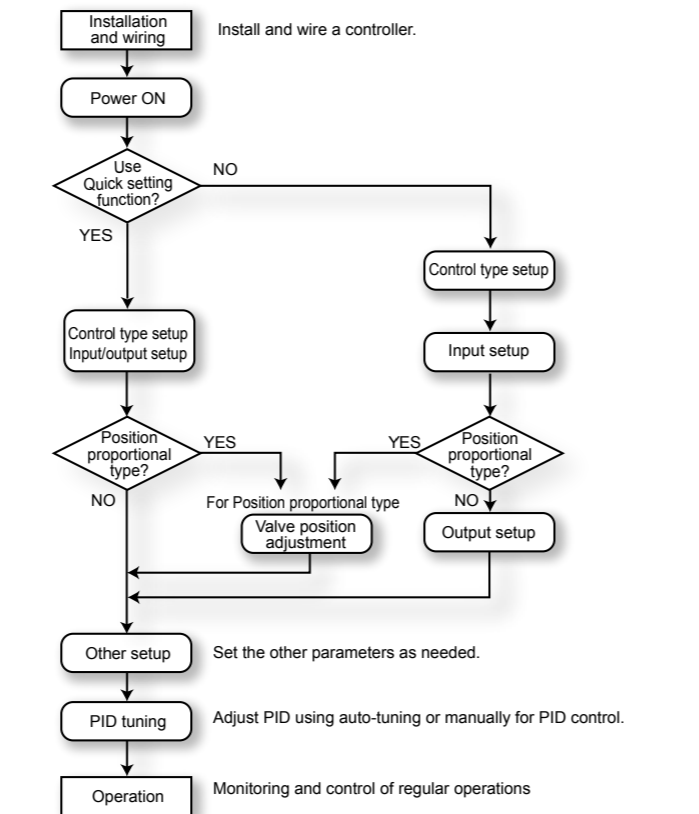 Installation
and wiring
Install and wire a controller.
Power ON
Use
Quick setting
function?
NO
YES
Control type setup
Control type setup
Input/output setup
Input setup
Position
proportional
type?
YES
YES
Position
proportional
type?
NO
For Position proportional type
NO
Valve position
adjustment
Output setup
Other setup
Set the other parameters as needed.
PID tuning
Adjust PID using auto-tuning or manually for PID control.
Operation
Monitoring and control of regular operations